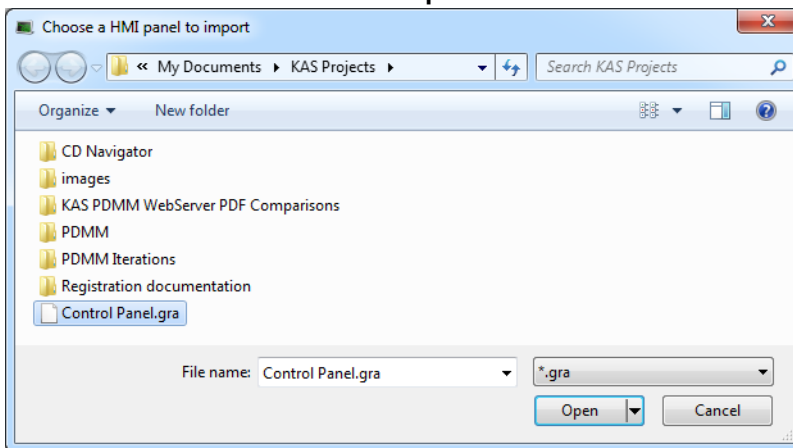 Choose a HMI panel to import
« My Documents KAS Projects
Search KAS Projects
Organize
New folder
CD Navigator
images
KAS PDMM WebServer PDF Comparisons
PDMM
PDMM Iterations
Registration documentation
Control Panel.gra
File name: Control Panel.gra
*.gra
Open
Cancel